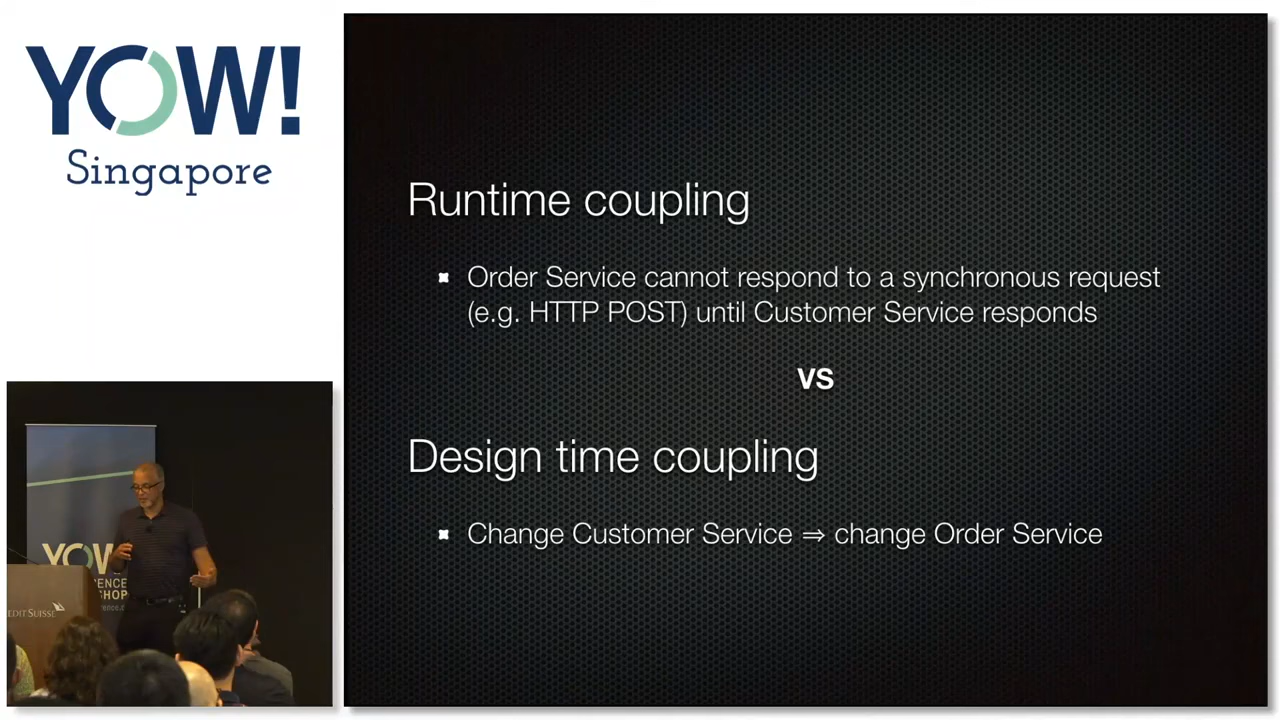 YOW!
Singapore
Runtime coupling
Order Service cannot respond to a synchronous request
(e.g. HTTP POST) until Customer Service responds
vs
Design time coupling
Change Customer Service ⇒ change Order Service
YOW